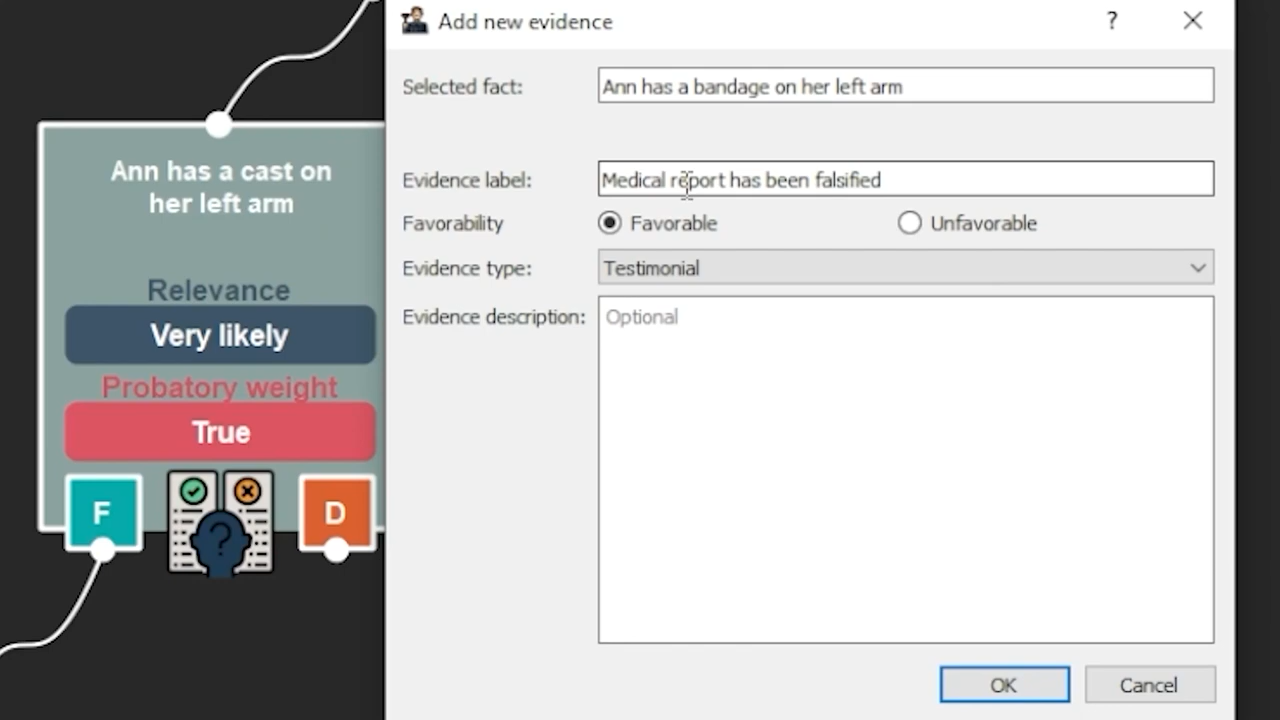 Add new evidence
?
Selected fact:
Ann has a bandage on her left arm
Evidence label:
Medical report has been falsified
Favorability
Favorable
Unfavorable
Evidence type:
Testimonial
Evidence description:
Optional
OK
Cancel
Ann has a cast on
her left arm
Relevance
Very likely
Probatory weight
True
F
?
D